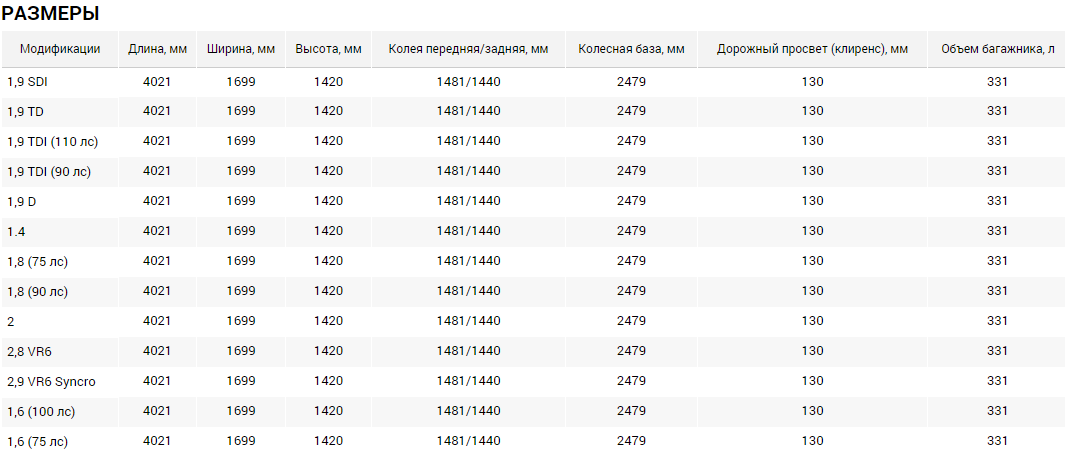 РАЗМЕРЫ
Модификации Длина, мм Ширина, мм Высота, мм Колея передняя/задняя, мм Колесная база, мм Дорожный просвет (клиренс), мм Объем багажника, л
1,9 SDI 4021 1699 1420 1481/1440 2479 130 331
1,9 TD 4021 1699 1420 1481/1440 2479 130 331
1,9 TDI (110 лс) 4021 1699 1420 1481/1440 2479 130 331
1,9 TDI (90 лс) 4021 1699 1420 1481/1440 2479 130 331
1,9 D 4021 1699 1420 1481/1440 2479 130 331
1.4 4021 1699 1420 1481/1440 2479 130 331
1,8 (75 лс) 4021 1699 1420 1481/1440 2479 130 331
1,8 (90 лс) 4021 1699 1420 1481/1440 2479 130 331
2 4021 1699 1420 1481/1440 2479 130 331
2,8 VR6 4021 1699 1420 1481/1440 2479 130 331
2,9 VR6 Syncro 4021 1699 1420 1481/1440 2479 130 331
1,6 (100 лс) 4021 1699 1420 1481/1440 2479 130 331
1,6 (75 лс) 4021 1699 1420 1481/1440 2479 130 331